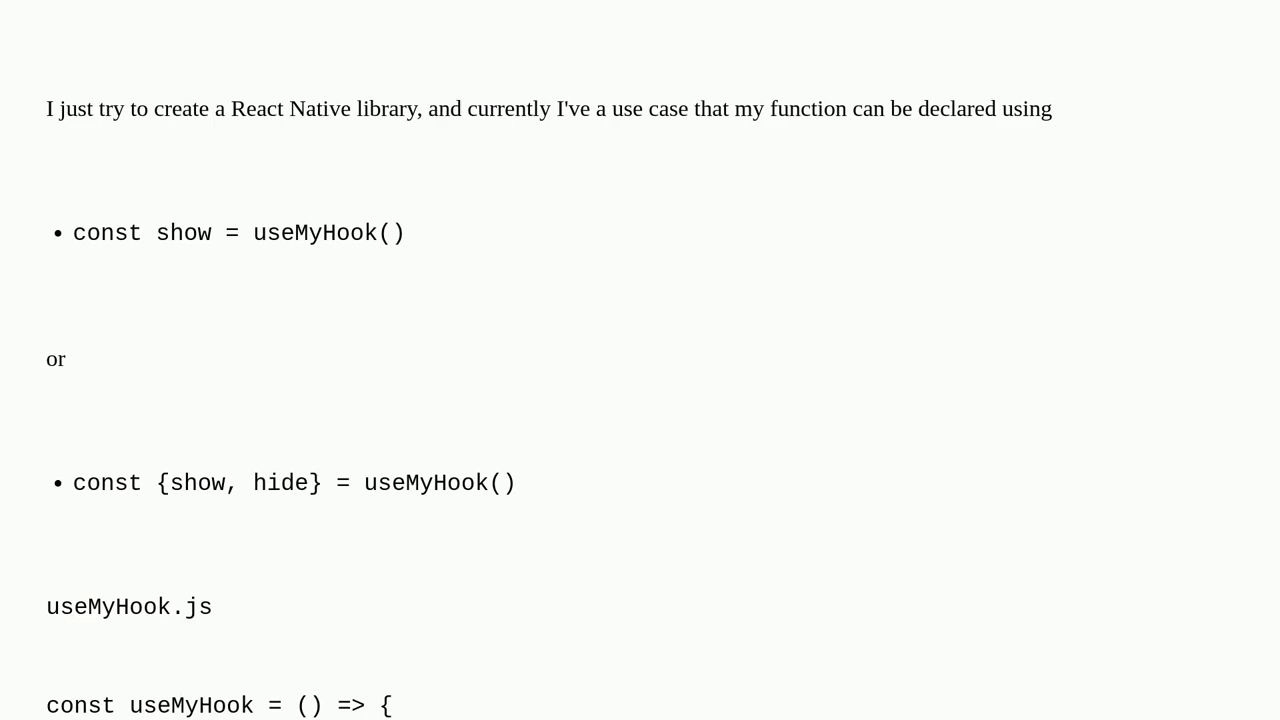 I just try to create a React Native library, and currently I've a use case that my function can be declared using
• const show = useMyHook()
or
• const {show, hide} = useMyHook()
useMyHook.js
const useMyHook = () => {